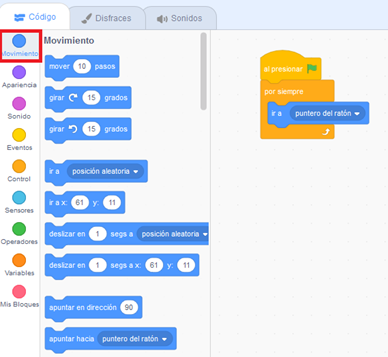 Código
Disfraces
Sonidos
Movimiento
Apariencia
Sonido
Eventos
Control
Sensores
Operadores
Variables
Mis Bloques
Movimiento
mover 10 pasos
girar 15 grados
girar 15 grados
ir a posición aleatoria
ir a x: 61 y: 11
deslizar en 1 segs a posición aleatoria
deslizar en 1 segs a x: 61 y: 11
apuntar en dirección 90
apuntar hacia puntero del ratón
al presionar
por siempre
ir a puntero del ratón